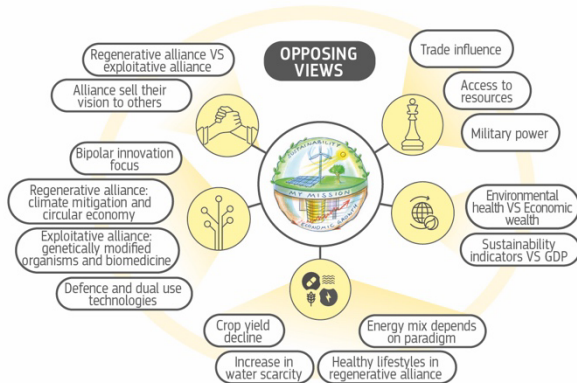 OPPOSING
VIEWS
Regenerative alliance VS
exploitative alliance
Alliance sell their
vision to others
Trade influence
Access to
resources
Military power
Bipolar innovation
focus
Regenerative alliance:
climate mitigation and
circular economy
Exploitative alliance:
genetically modified
organisms and biomedicine
Defence and dual use
technologies
SUSTAINABILITY
MY MISSION
ECONOMIC GROWTH
Environmental
health VS Economic
wealth
Sustainability
indicators VS GDP
Crop yield
decline
Increase in
water scarcity
Energy mix depends
on paradigm
Healthy lifestyles in
regenerative alliance